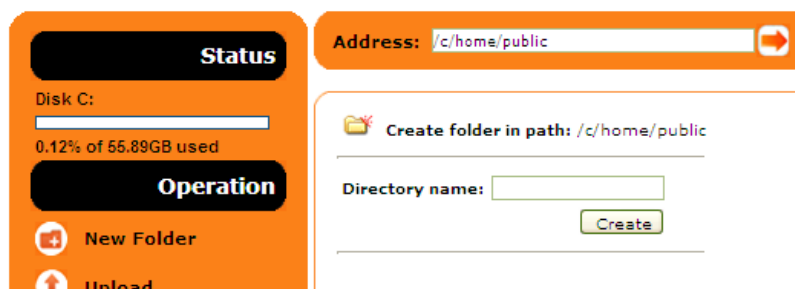 Status
Disk C:
0.12% of 55.89GB used
Operation
New Folder
Upload
Address: /c/home/public
Create folder in path: /c/home/public
Directory name:
Create